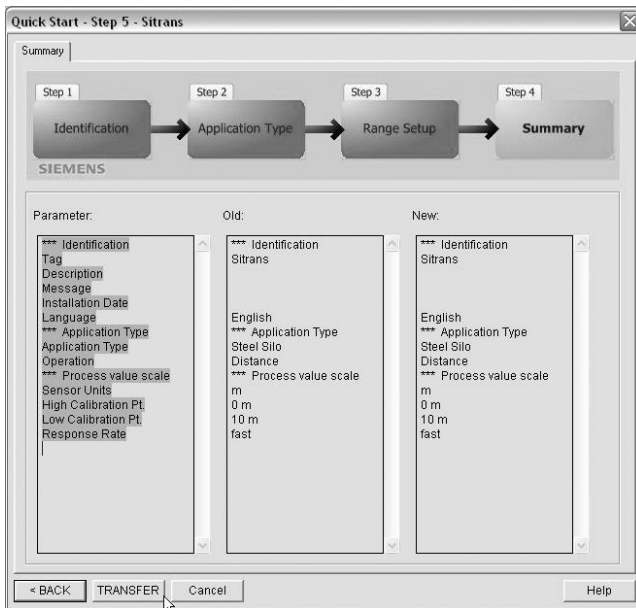 Quick Start - Step 5 - Sitrans
Summary
Step 1
Step 2
Step 3
Step 4
Identification
Application Type
Range Setup
Summary
SIEMENS
Parameter:
Old:
New:
*** Identification
Tag
Description
Message
Installation Date
Language
*** Application Type
Application Type
Operation
*** Process value scale
Sensor Units
High Calibration Pt.
Low Calibration Pt.
Response Rate
*** Identification
Sitrans
English
*** Application Type
Steel Silo
Distance
*** Process value scale
m
0 m
10 m
fast
*** Identification
Sitrans
English
*** Application Type
Steel Silo
Distance
*** Process value scale
m
0 m
10 m
fast
< BACK
TRANSFER
Cancel
Help